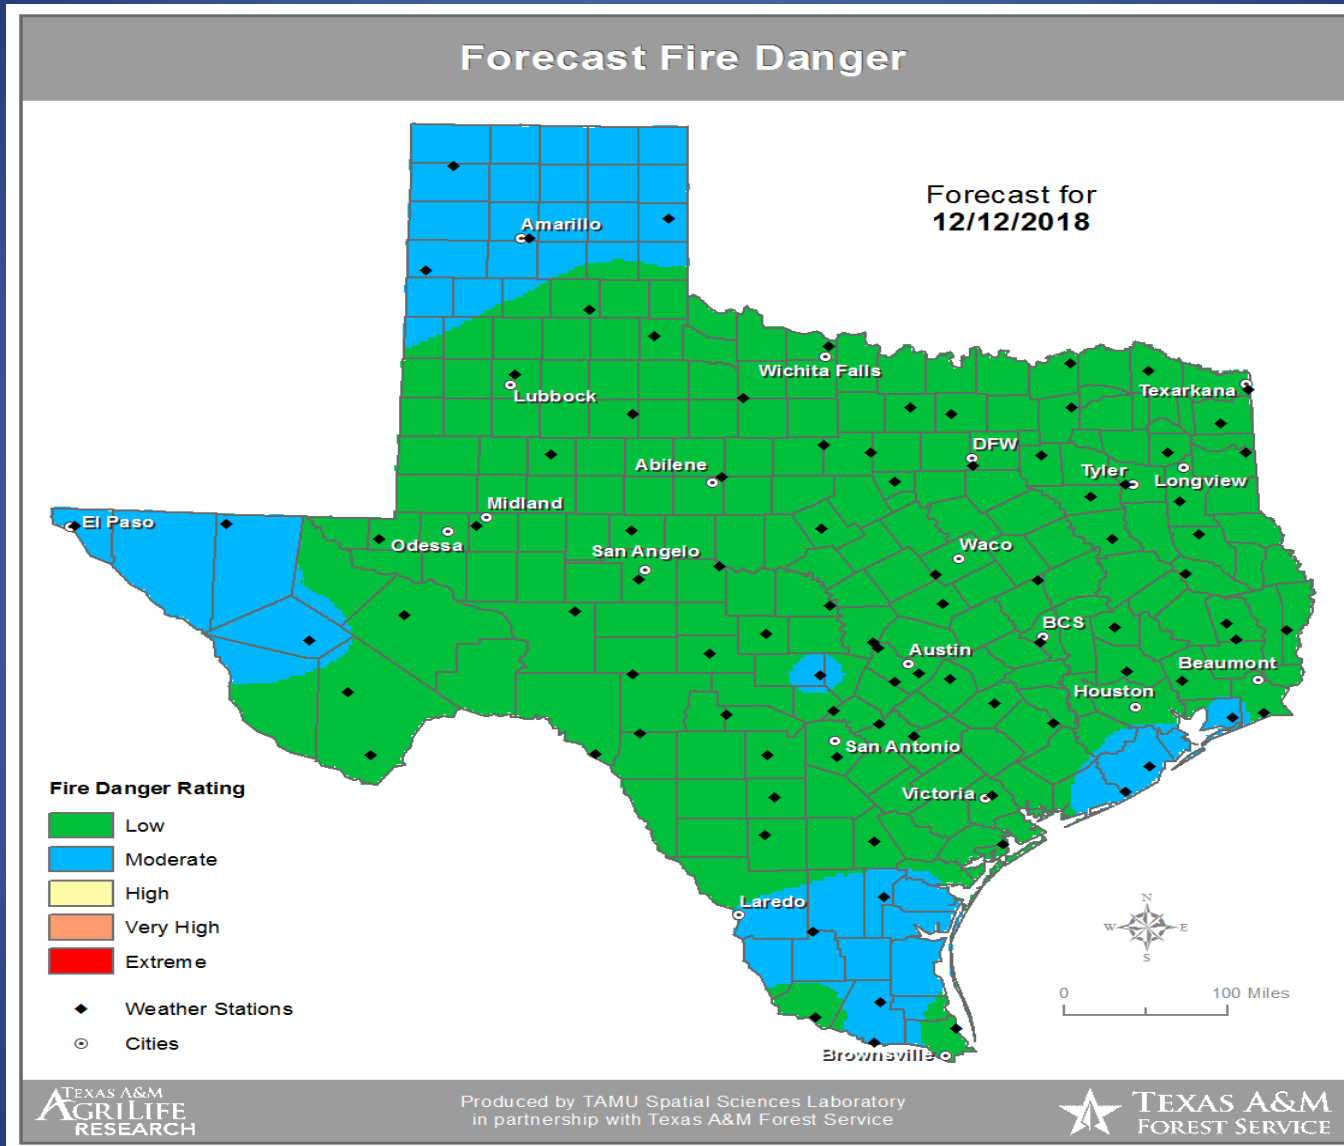 Forecast Fire Danger
Forecast for
12/12/2018
Amarillo
Wichita Falls
Lubbock
Texarkana
DFW
Abilene
Tyler
Longview
Midland
El Paso
Odessa
San Angelo
Waco
BCS
Austin
Beaumont
Houston
San Antonio
Victoria
Laredo
Brownsville
Fire Danger Rating
Low
Moderate
High
Very High
Extreme
Weather Stations
Cities
N
W E
S
0 100 Miles
TEXAS A&M
AGRILIFE
RESEARCH
Produced by TAMU Spatial Sciences Laboratory
in partnership with Texas A&M Forest Service
TEXAS A&M
FOREST SERVICE